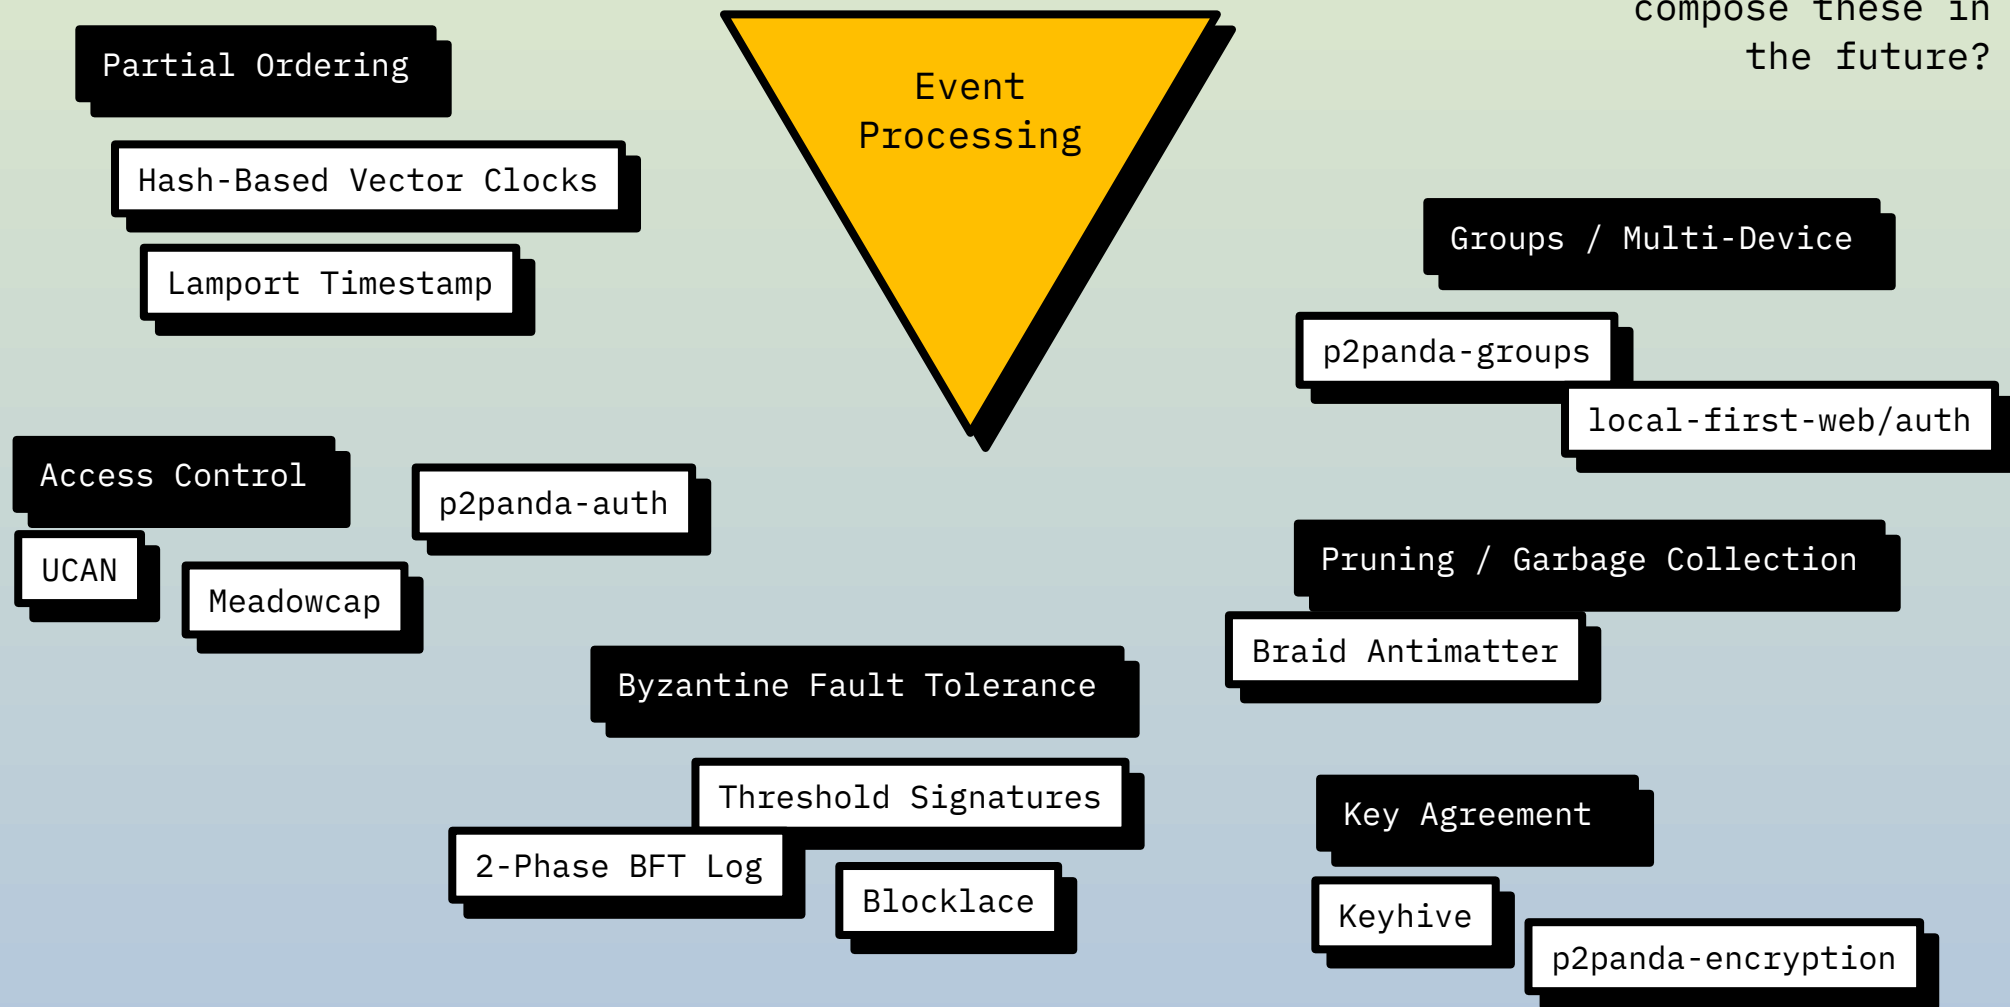 compose these in
the future?
Partial Ordering
Hash-Based Vector Clocks
Lamport Timestamp
Event
Processing
Groups / Multi-Device
p2panda-groups
local-first-web/auth
Access Control
p2panda-auth
UCAN
Meadowcap
Pruning / Garbage Collection
Braid Antimatter
Byzantine Fault Tolerance
Threshold Signatures
2-Phase BFT Log
Blocklace
Key Agreement
Keyhive
p2panda-encryption